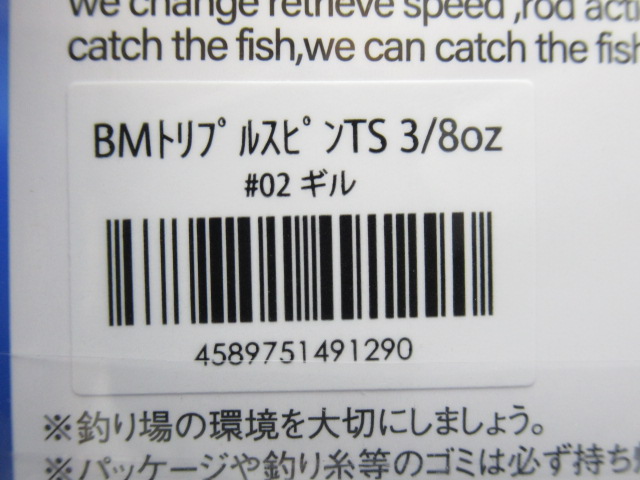 we change retrieve speed ,rod
catch the fish,we can catch the fish
BMﾄﾘﾌﾟﾙｽﾋﾟﾝTS 3/8oz
#02 ギル
4589751491290
※釣り場の環境を大切にしましょう。
※パッケージや釣り糸等のゴミは必ず持ち